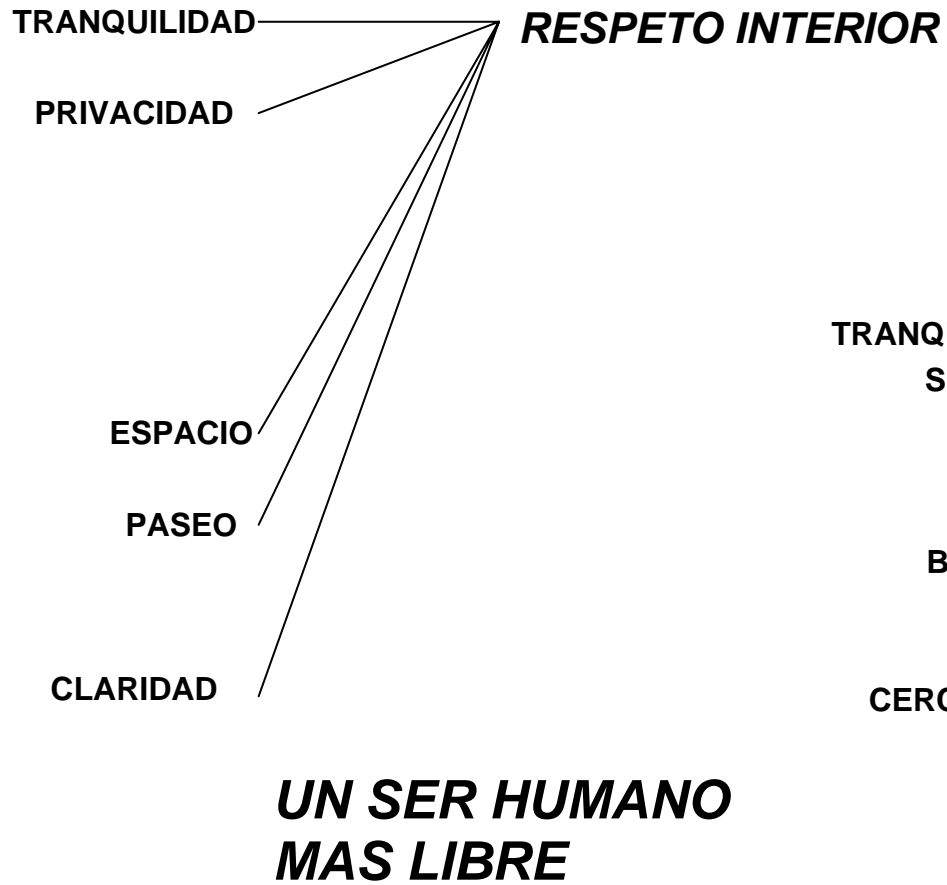 TRANQUILIDAD
RESPETO INTERIOR
PRIVACIDAD
ESPACIO
PASEO
CLARIDAD
UN SER HUMANO
MAS LIBRE